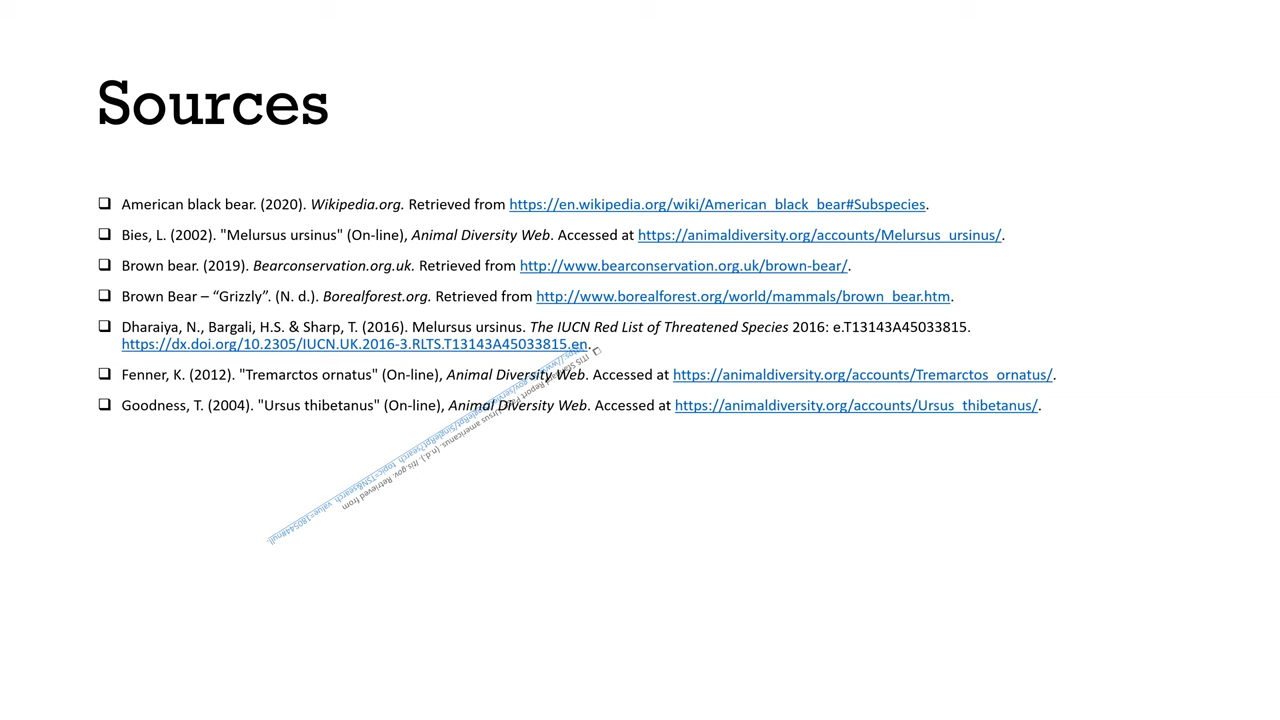 Sources
❑ American black bear. (2020). Wikipedia.org. Retrieved from https://en.wikipedia.org/wiki/American_black_bear#Subspecies.
❑ Bies, L. (2002). "Melursus ursinus" (On-line), Animal Diversity Web. Accessed at https://animaldiversity.org/accounts/Melursus_ursinus/.
❑ Brown bear. (2019). Bearconservation.org.uk. Retrieved from http://www.bearconservation.org.uk/brown-bear/.
❑ Brown Bear – “Grizzly”. (N. d.). Borealforest.org. Retrieved from http://www.borealforest.org/world/mammals/brown_bear.htm.
❑ Dharaiya, N., Bargali, H.S. & Sharp, T. (2016). Melursus ursinus. The IUCN Red List of Threatened Species 2016: e.T13143A45033815.
https://dx.doi.org/10.2305/IUCN.UK.2016-3.RLTS.T13143A45033815.en.
❑ Fenner, K. (2012). "Tremarctos ornatus" (On-line), Animal Diversity Web. Accessed at https://animaldiversity.org/accounts/Tremarctos_ornatus/.
❑ Goodness, T. (2004). "Ursus thibetanus" (On-line), Animal Diversity Web. Accessed at https://animaldiversity.org/accounts/Ursus_thibetanus/.
❑ ITIS Report Ursus americanus. (n.d.). Itis.gov. Retrieved from